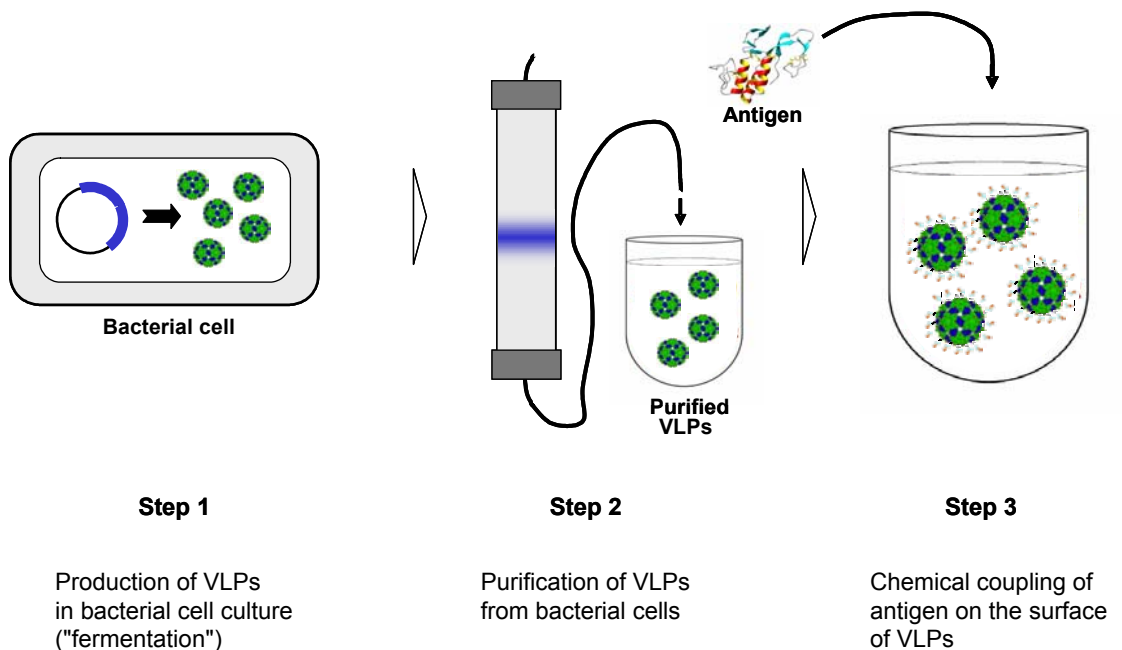 Antigen
Bacterial cell
Purified
VLPs
Step 1
Step 2
Step 3
Production of VLPs
in bacterial cell culture
("fermentation")
Purification of VLPs
from bacterial cells
Chemical coupling of
antigen on the surface
of VLPs